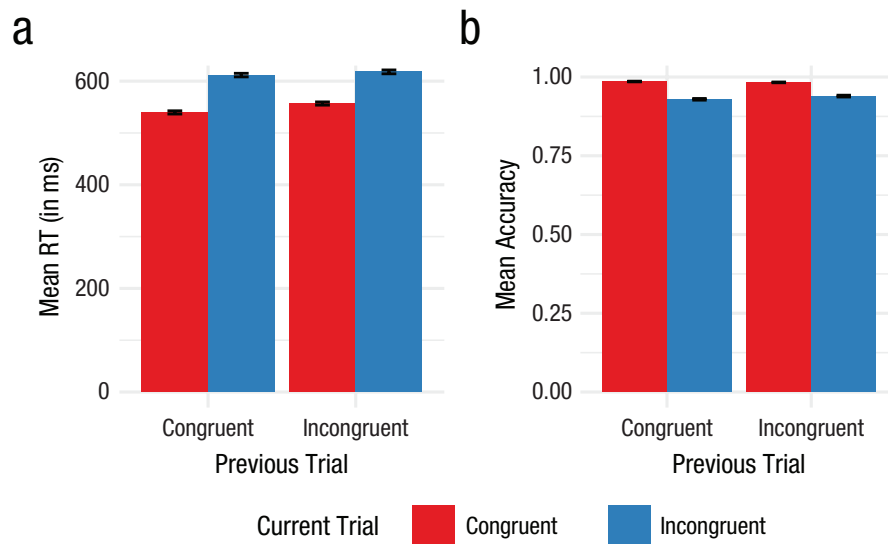 a
Mean RT (in ms)
600
400
200
0
Congruent Incongruent
Previous Trial
b
Mean Accuracy
1.00
0.75
0.50
0.25
0.00
Congruent Incongruent
Previous Trial
Current Trial Congruent Incongruent